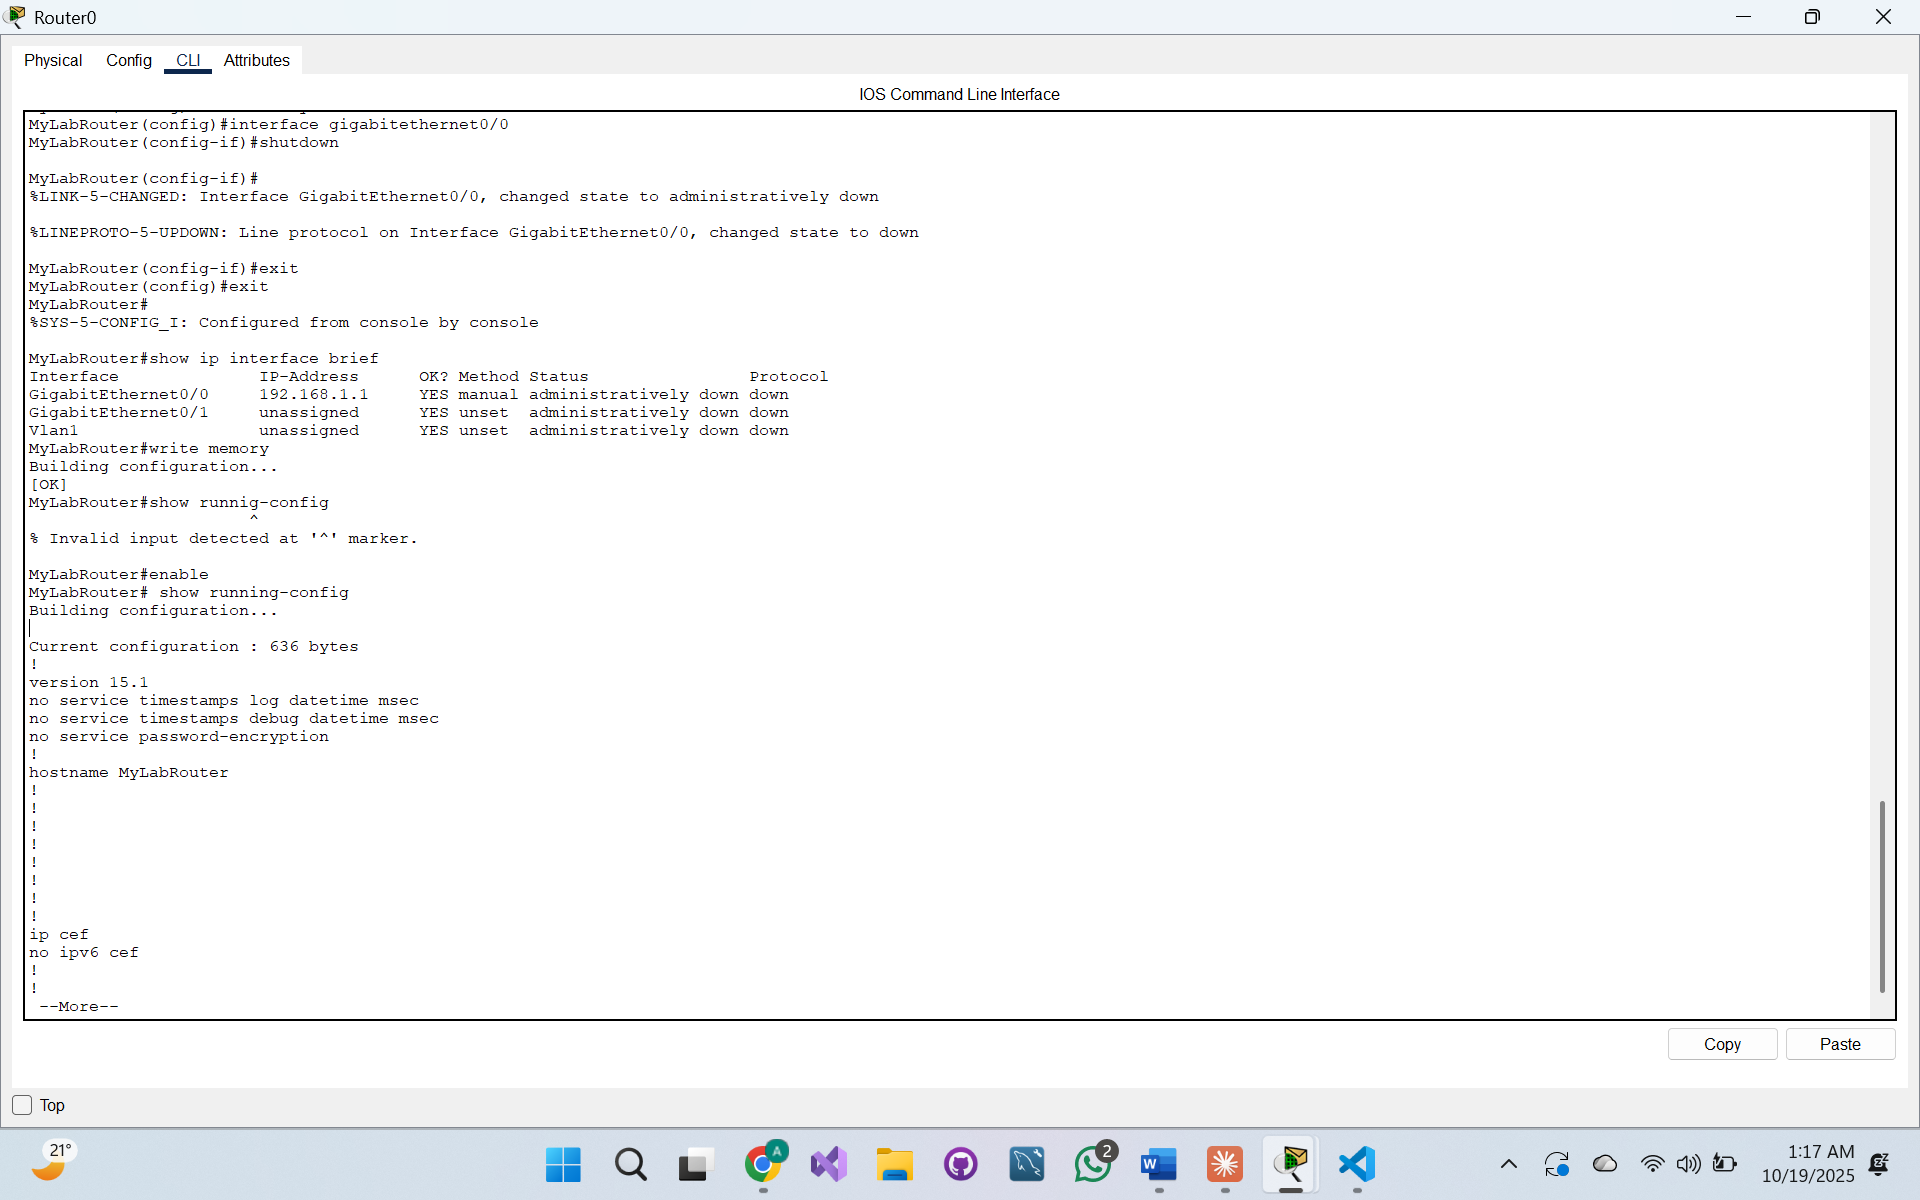 Router0
Physical Config CLI Attributes
IOS Command Line Interface
MyLabRouter(config)#interface gigabitethernet0/0
MyLabRouter(config-if)#shutdown
MyLabRouter(config-if)#
%LINK-5-CHANGED: Interface GigabitEthernet0/0, changed state to administratively down
%LINEPROTO-5-UPDOWN: Line protocol on Interface GigabitEthernet0/0, changed state to down
MyLabRouter(config-if)#exit
MyLabRouter(config)#exit
MyLabRouter#
%SYS-5-CONFIG_I: Configured from console by console
MyLabRouter#show ip interface brief
Interface IP-Address OK? Method Status Protocol
GigabitEthernet0/0 192.168.1.1 YES manual administratively down down
GigabitEthernet0/1 unassigned YES unset administratively down down
Vlan1 unassigned YES unset administratively down down
MyLabRouter#write memory
Building configuration...
[OK]
MyLabRouter#show runnig-config
^
% Invalid input detected at '^' marker.
MyLabRouter#enable
MyLabRouter# show running-config
Building configuration...
Current configuration : 636 bytes
!
version 15.1
no service timestamps log datetime msec
no service timestamps debug datetime msec
no service password-encryption
!
hostname MyLabRouter
!
!
!
!
!
!
!
!
ip cef
no ipv6 cef
!
!
--More--
Copy Paste
Top
21°
A
2
W
1:17 AM
10/19/2025